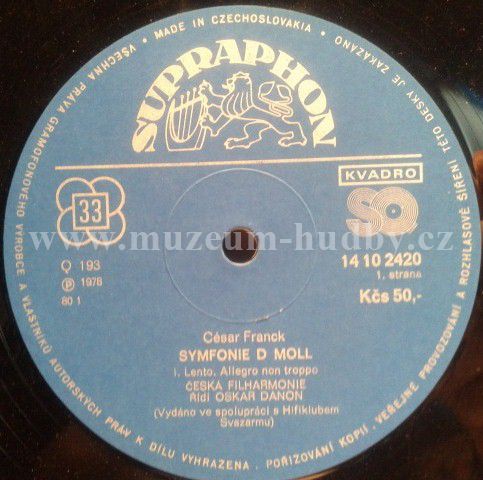 MADE IN CZECHOSLOVAKIA • VŠECHNA PRÁVA GRAMOFONOVÉHO VÝROBCE A VLASTNÍKŮ AUTORSKÝCH PRÁV K DÍLU VYHRAZENA. POŘIZOVÁNÍ KOPIÍ, VEŘEJNÉ PROVOZOVÁNÍ A ROZHLASOVÉ ŠÍŘENÍ TÉTO DESKY JE ZAKÁZÁNO
SUPRAPHON
KVADRO
33
SQ
www.muzeum-hudby.cz
Q 193
℗ 1978
80 1
14 10 2420
1. strana
Kčs 50,-
César Franck
SYMFONIE D MOLL
I. Lento. Allegro non troppo
ČESKÁ FILHARMONIE
Řídí OSKAR DANON
(Vydáno ve spolupráci s Hifiklubem
Svazarmu)